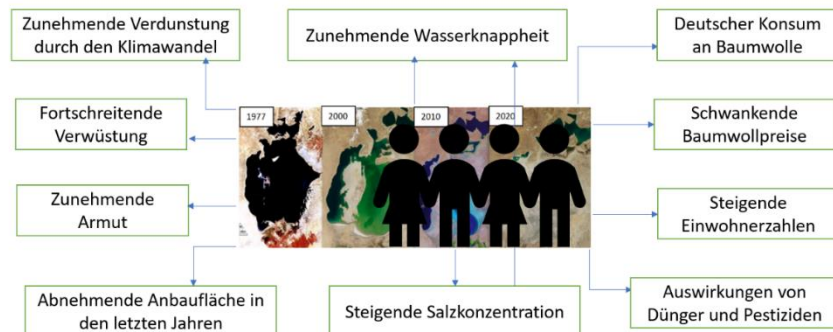 Zunehmende Verdunstung
durch den Klimawandel
Zunehmende Wasserknappheit
Deutscher Konsum
an Baumwolle
Fortschreitende
Verwüstung
1977
2000
2010
2020
Schwankende
Baumwollpreise
Zunehmende
Armut
Steigende
Einwohnerzahlen
Abnehmende Anbaufläche in
den letzten Jahren
Steigende Salzkonzentration
Auswirkungen von
Dünger und Pestiziden